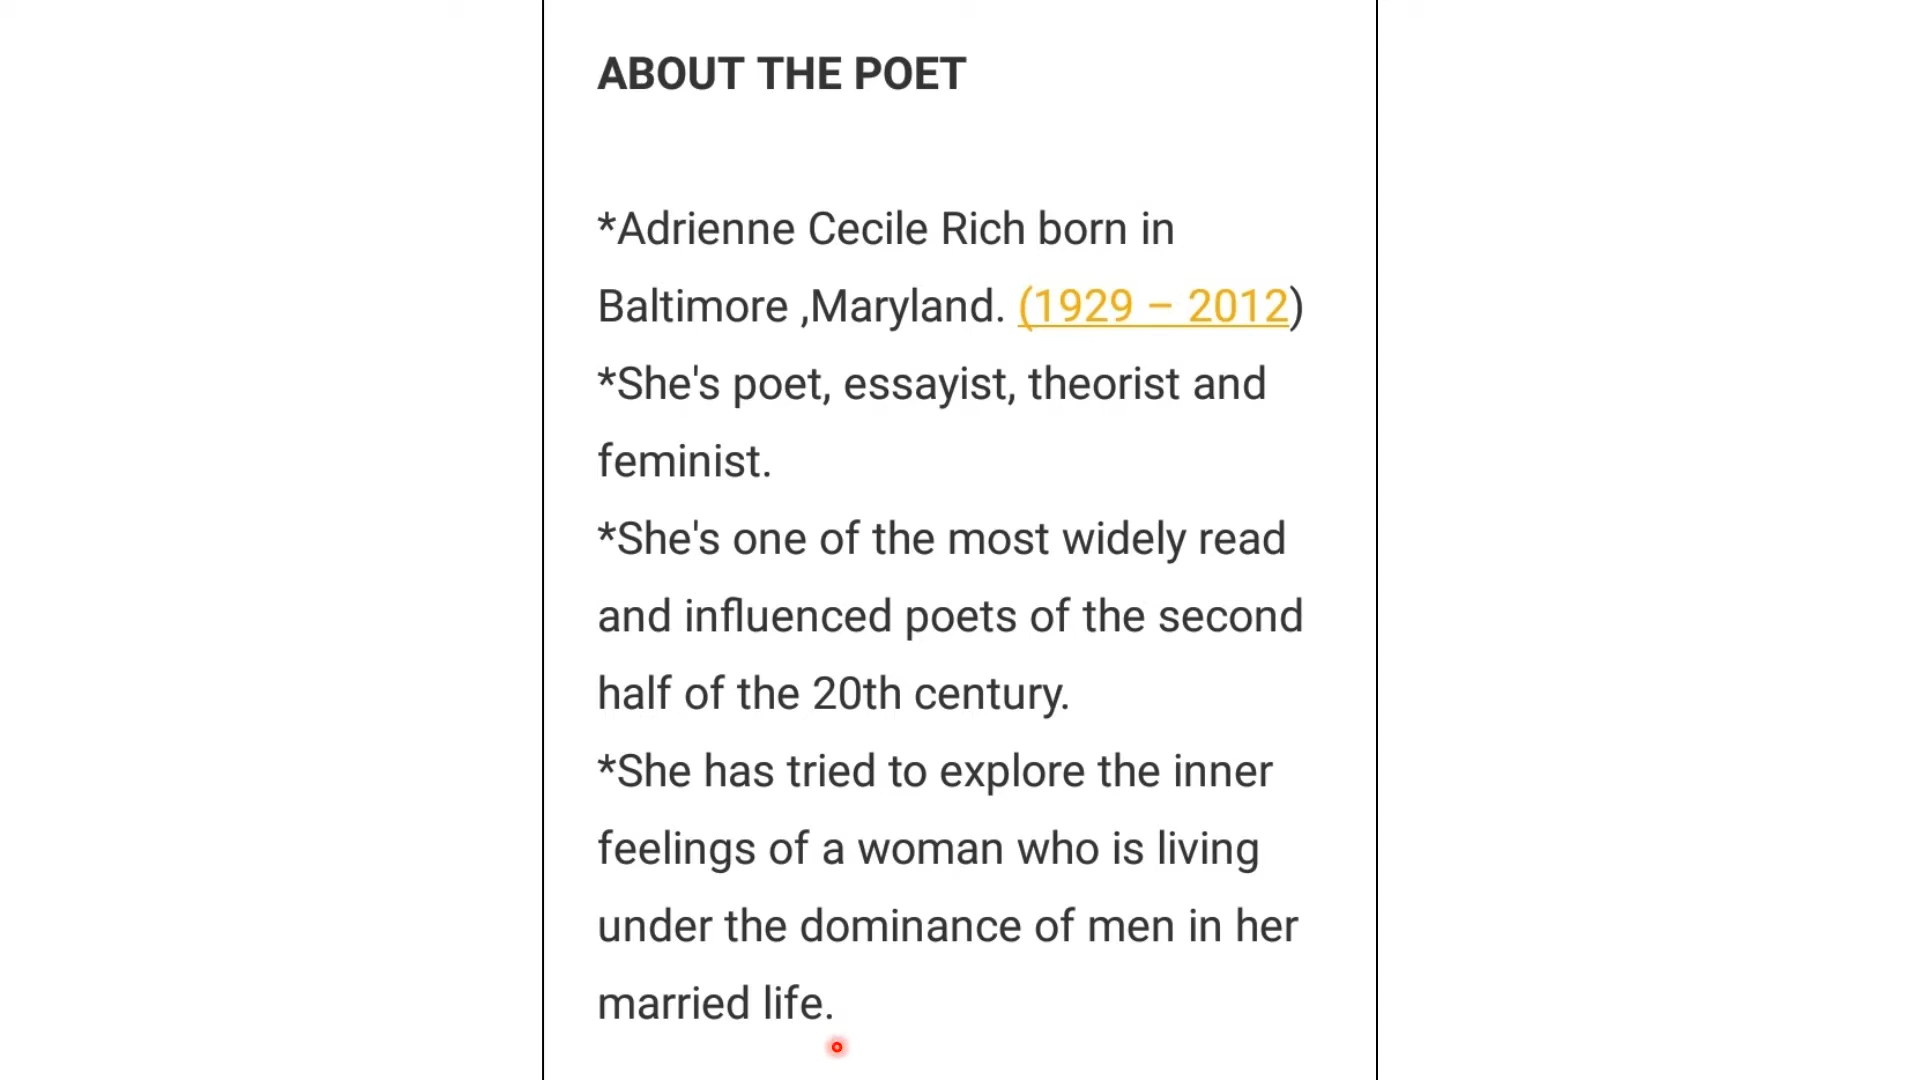 ABOUT THE POET
*Adrienne Cecile Rich born in
Baltimore ,Maryland. (1929 – 2012)
*She's poet, essayist, theorist and
feminist.
*She's one of the most widely read
and influenced poets of the second
half of the 20th century.
*She has tried to explore the inner
feelings of a woman who is living
under the dominance of men in her
married life.